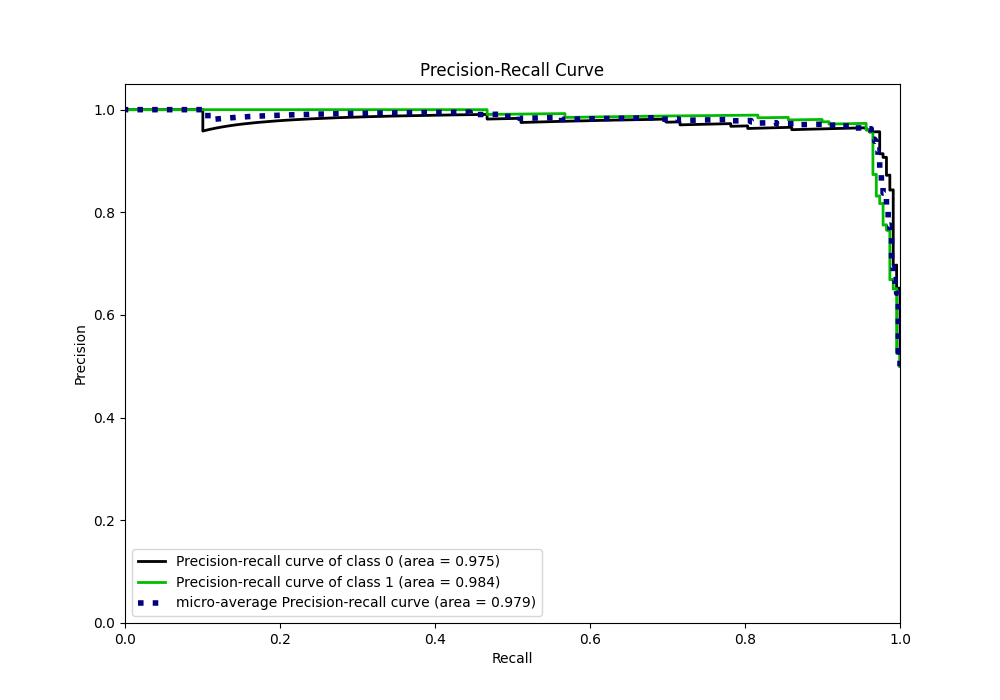 Precision-Recall Curve
1.0
0.8
0.6
0.4
0.2
0.0
Precision
Precision-recall curve of class 0 (area = 0.975)
Precision-recall curve of class 1 (area = 0.984)
micro-average Precision-recall curve (area = 0.979)
0.0 0.2 0.4 0.6 0.8 1.0
Recall